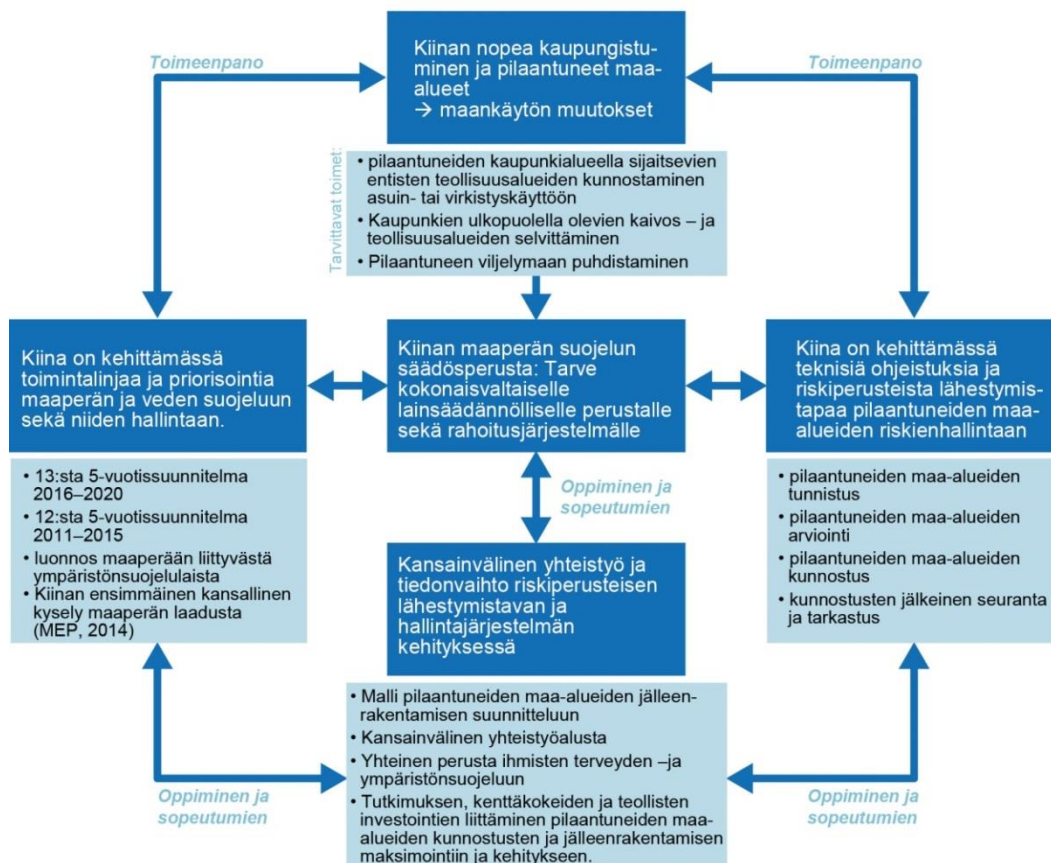 Toimeenpano
Kiinan nopea kaupungistu-
minen ja pilaantuneet maa-
alueet
→ maankäytön muutokset
Toimeenpano
Tarvittavat toimet:
• pilaantuneiden kaupunkialueella sijaitsevien
entisten teollisuusalueiden kunnostaminen
asuin- tai virkistyskäyttöön
• Kaupunkien ulkopuolella olevien kaivos – ja
teollisuusalueiden selvittäminen
• Pilaantuneen viljelymaan puhdistaminen
Kiina on kehittämässä
toimintalinjaa ja priorisointia
maaperän ja veden suojeluun
sekä niiden hallintaan.
• 13:sta 5-vuotissuunnitelma
2016–2020
• 12:sta 5-vuotissuunnitelma
2011–2015
• luonnos maaperään liittyvästä
ympäristönsuojelulaista
• Kiinan ensimmäinen kansallinen
kysely maaperän laadusta
(MEP, 2014)
Kiinan maaperän suojelun
säädösperusta: Tarve
kokonaisvaltaiselle
lainsäädännölliselle perustalle
sekä rahoitusjärjestelmälle
Oppiminen ja
sopeutumien
Kiina on kehittämässä
teknisiä ohjeistuksia ja
riskiperusteista lähestymis-
tapaa pilaantuneiden maa-
alueiden riskienhallintaan
• pilaantuneiden maa-alueiden
tunnistus
• pilaantuneiden maa-alueiden
arviointi
• pilaantuneiden maa-alueiden
kunnostus
• kunnostusten jälkeinen seuranta
ja tarkastus
Kansainvälinen yhteistyö ja
tiedonvaihto riskiperusteisen
lähestymistavan ja
hallintajärjestelmän
kehityksessä
• Malli pilaantuneiden maa-alueiden jälleen-
rakentamisen suunnitteluun
• Kansainvälinen yhteistyöalusta
• Yhteinen perusta ihmisten terveyden –ja
ympäristönsuojeluun
• Tutkimuksen, kenttäkokeiden ja teollisten
investointien liittäminen pilaantuneiden maa-
alueiden kunnostusten ja jälleenrakentamisen
maksimointiin ja kehitykseen.
Oppiminen ja
sopeutumien
Oppiminen ja
sopeutumien